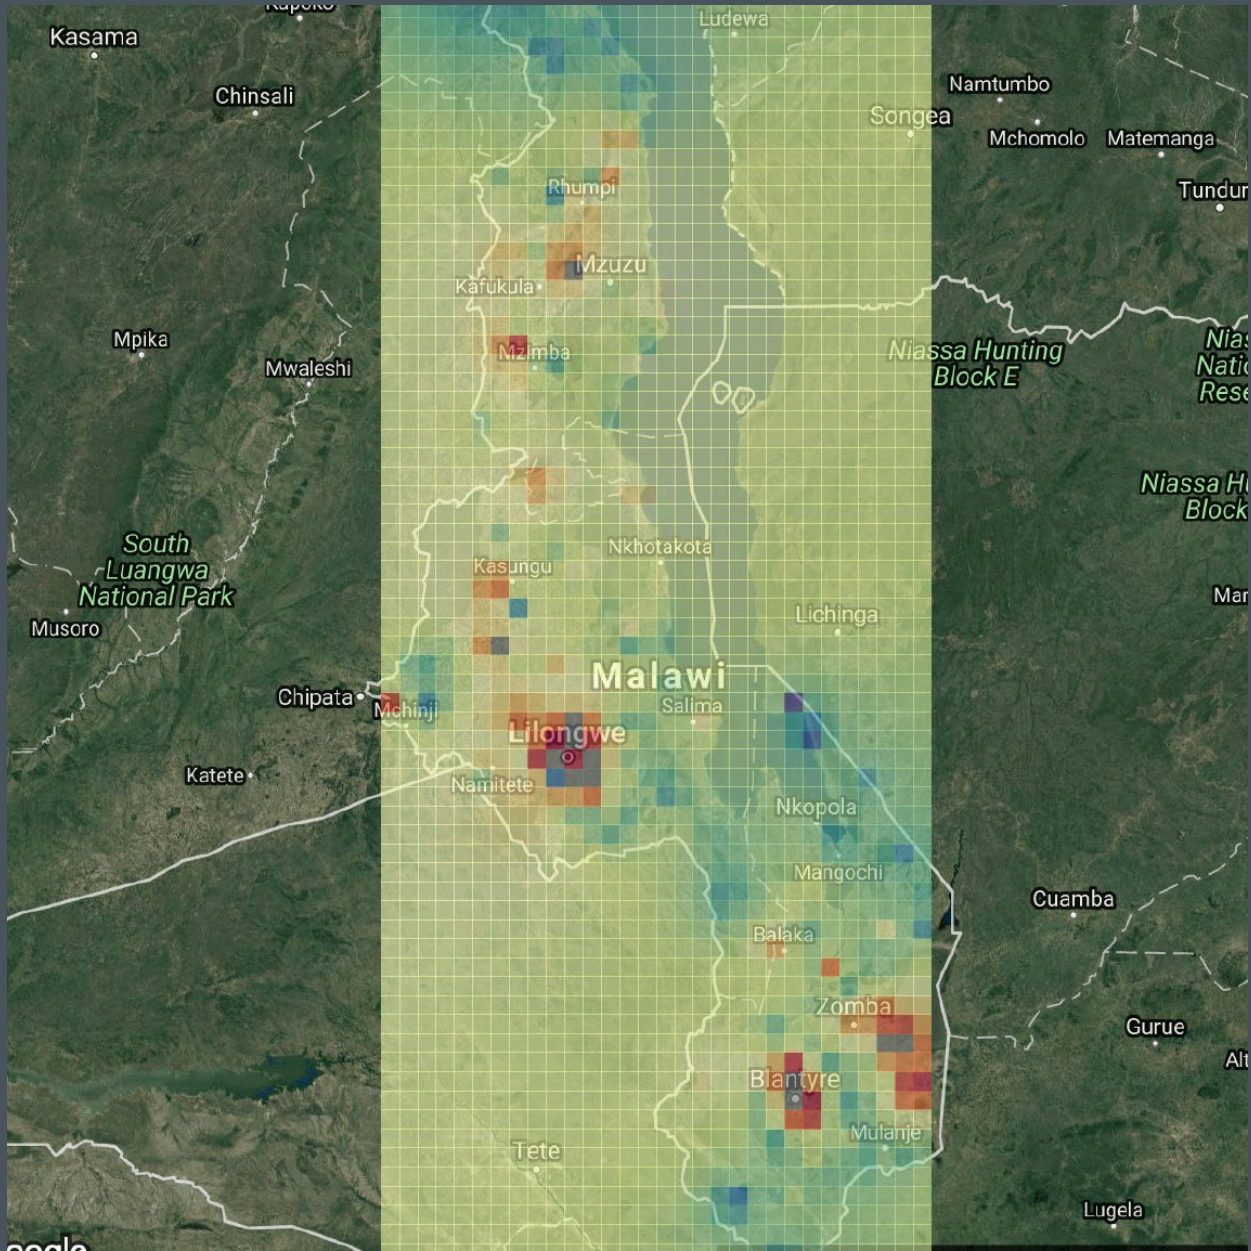 Ludewa
Kasama
Namtumbo
Chinsali
Songea
Mchomolo
Matemanga
Rhumpi
Mzuzu
Kafukula
Mpika
Mzimba
Mwaleshi
Niassa Hunting
Block E
South
Luangwa
National Park
Nkhotakota
Kasungu
Lichinga
Musoro
Malawi
Chipata
Mchinji
Salima
Lilongwe
Katete
Namitete
Nkopola
Mangochi
Cuamba
Balaka
Zomba
Gurue
Blantyre
Mulanje
Tete
Lugela